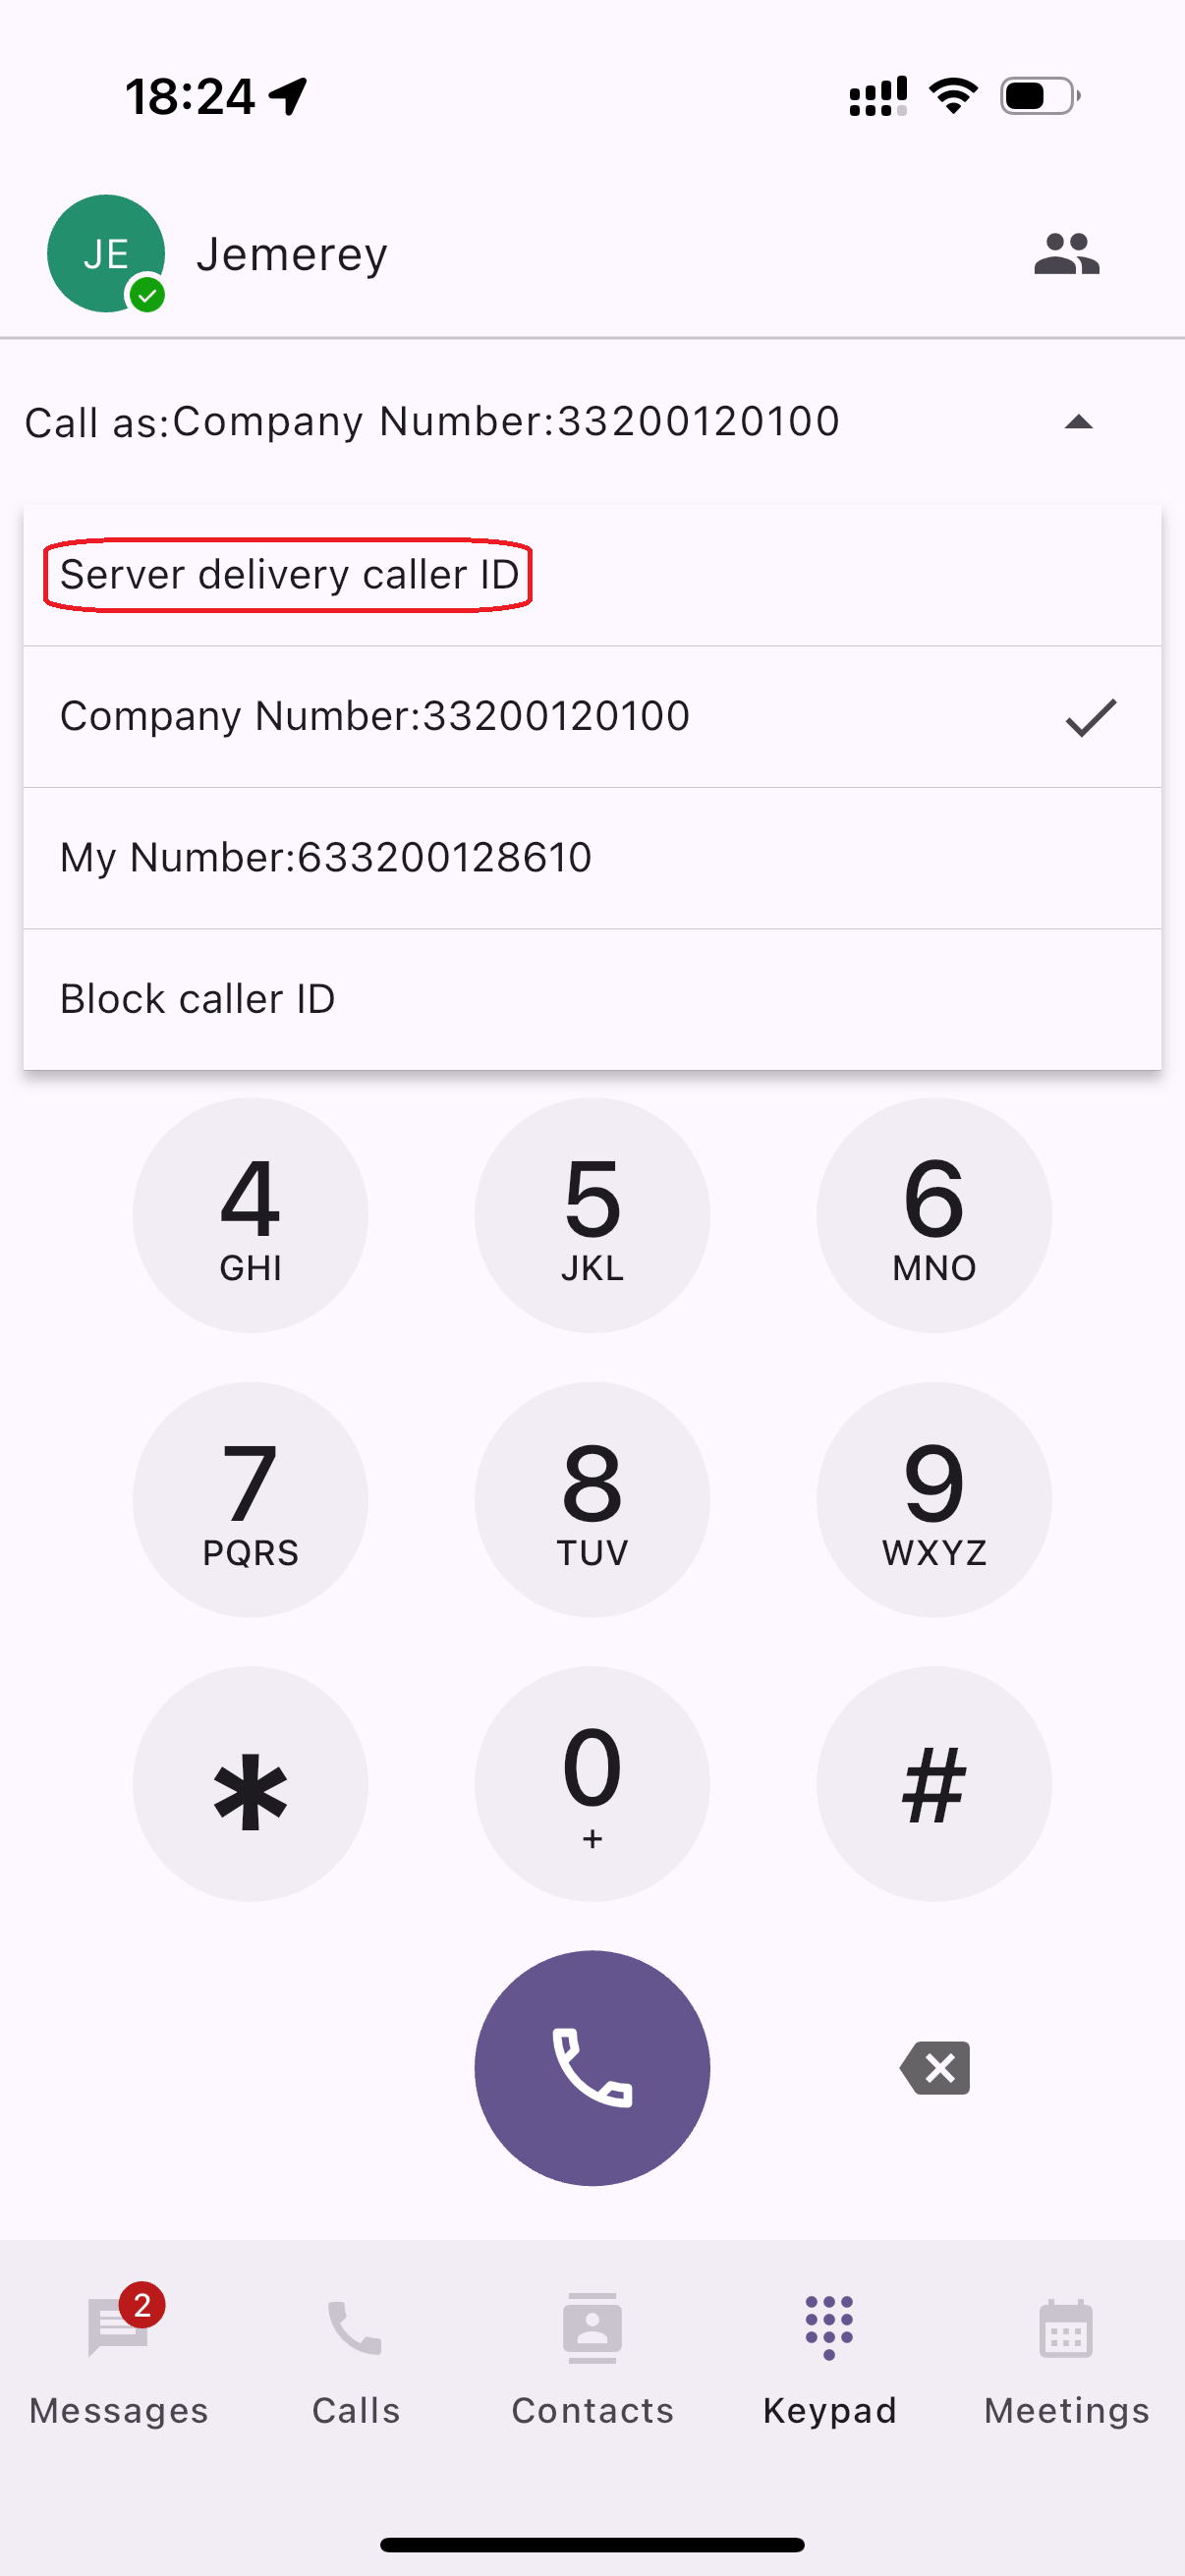 18:24
JE
Jemerey
Call as:Company Number:33200120100
Server delivery caller ID
Company Number:33200120100
My Number:633200128610
Block caller ID
4 5 6
GHI JKL MNO
7 8 9
PQRS TUV WXYZ
* 0 #
+
2
Messages Calls Contacts Keypad Meetings